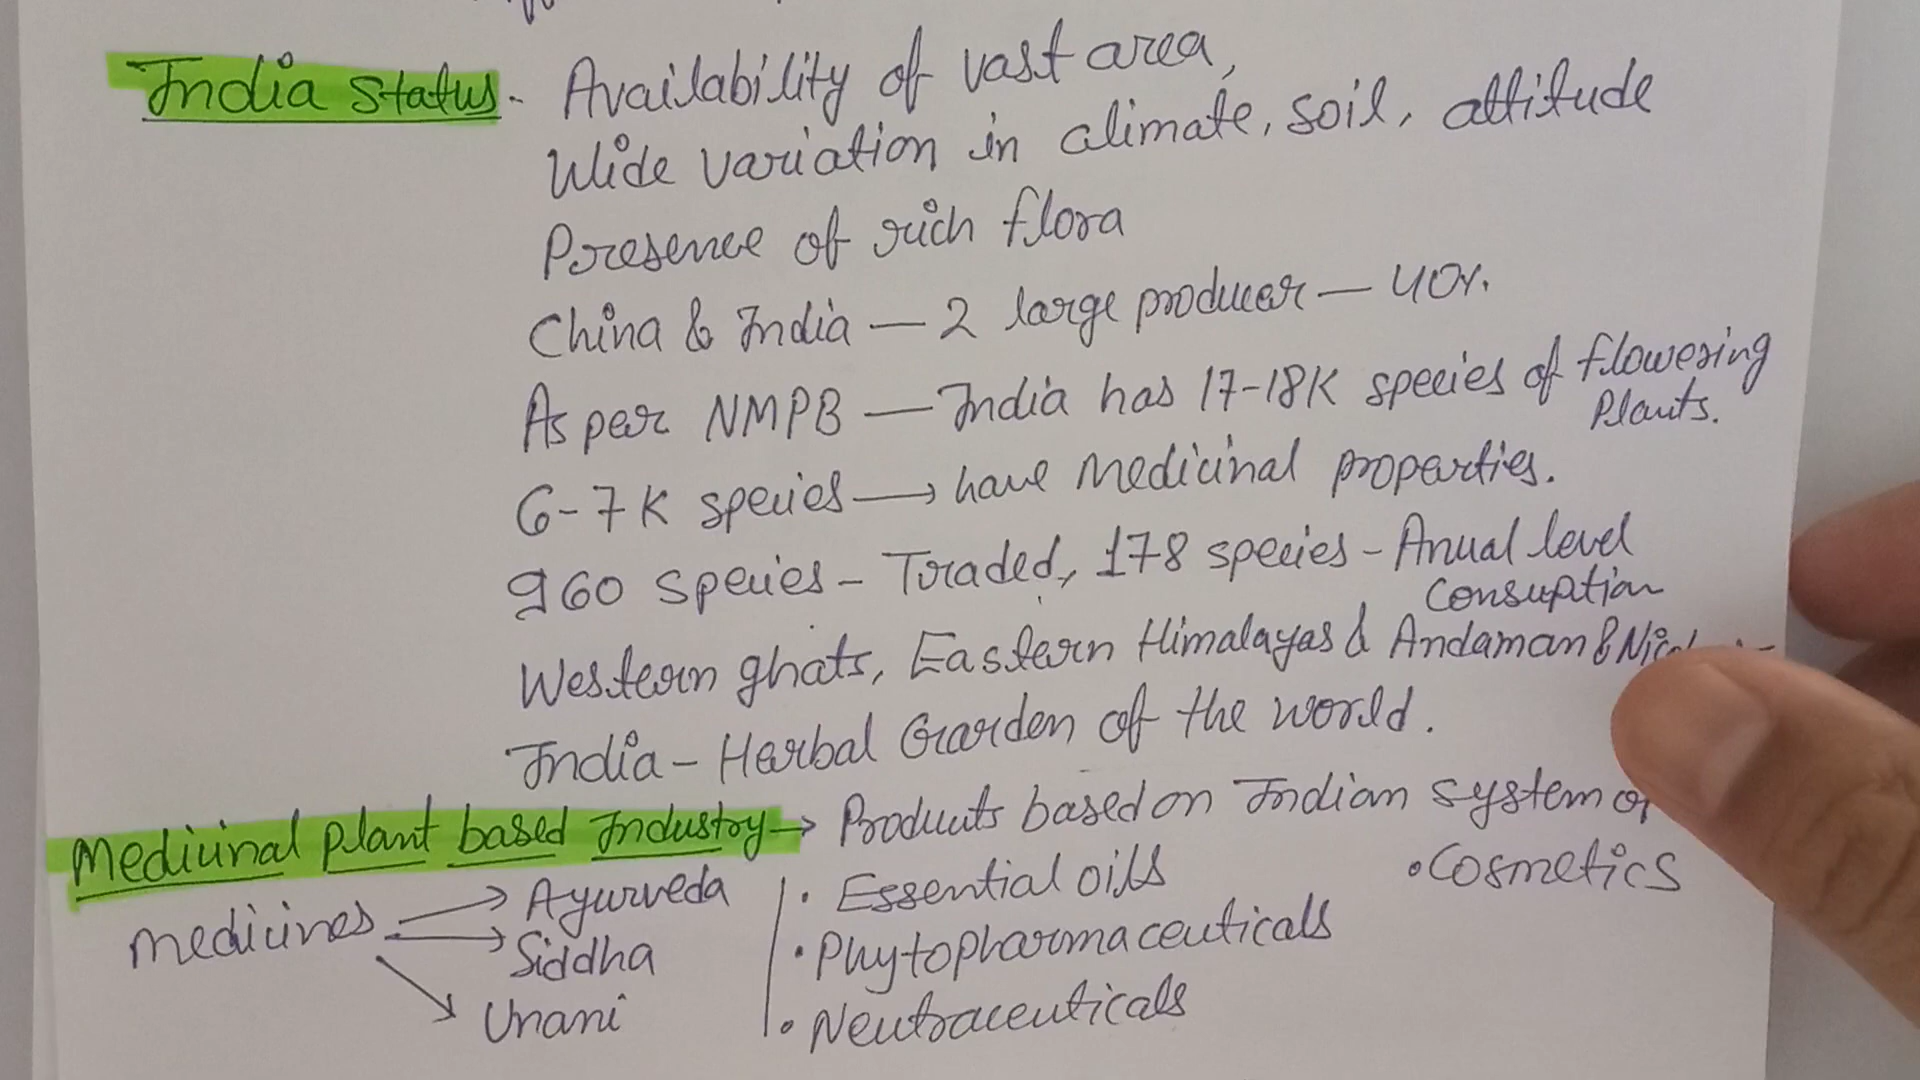 India Status - Availability of vast area,
Wide variation in climate, soil, attitude
Presence of rich flora
China & India — 2 large producer — 40%.
As per NMPB — India has 17-18K species of flowering
Plants.
6-7K species → have medicinal properties.
960 species - Traded, 178 species - Anual level
Consuption
Western ghats, Eastern Himalayas & Andaman &
India - Herbal Garden of the world.
Medicinal plant based Industry → Products based on Indian system of
medicines → Ayurveda
→ Siddha
→ Unani
• Essential oils
• Phytopharmaceuticals
• Neutraceuticals
• Cosmetics